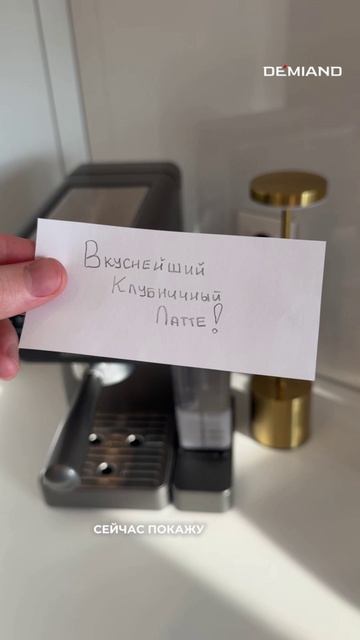 DEMIAND
Вкуснейший
Клубничный
Латте!
СЕЙЧАС ПОКАЖУ